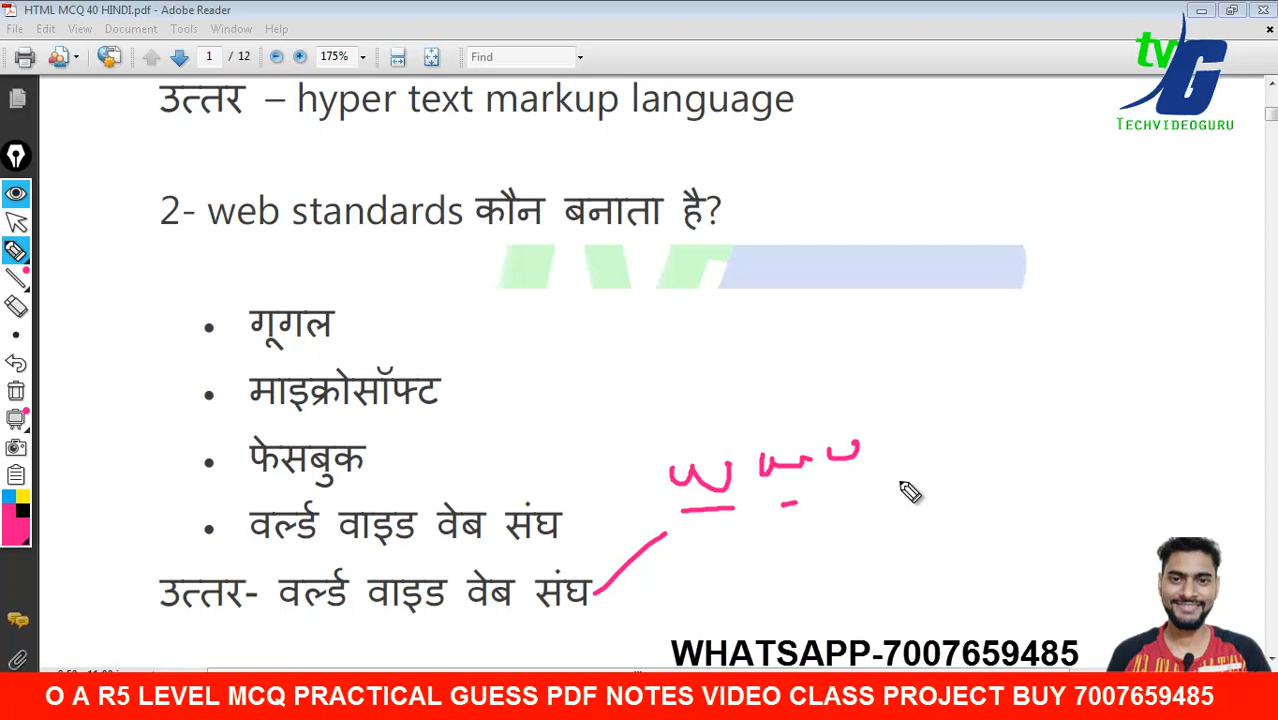 HTML MCQ 40 HINDI.pdf - Adobe Reader
File Edit View Document Tools Window Help
1 / 12 175% Find
tvG
TECHVIDEOGURU
उत्तर – hyper text markup language
2- web standards कौन बनाता है?
• गूगल
• माइक्रोसॉफ्ट
• फेसबुक
• वर्ल्ड वाइड वेब संघ
उत्तर- वर्ल्ड वाइड वेब संघ
WHATSAPP-7007659485
O A R5 LEVEL MCQ PRACTICAL GUESS PDF NOTES VIDEO CLASS PROJECT BUY 7007659485